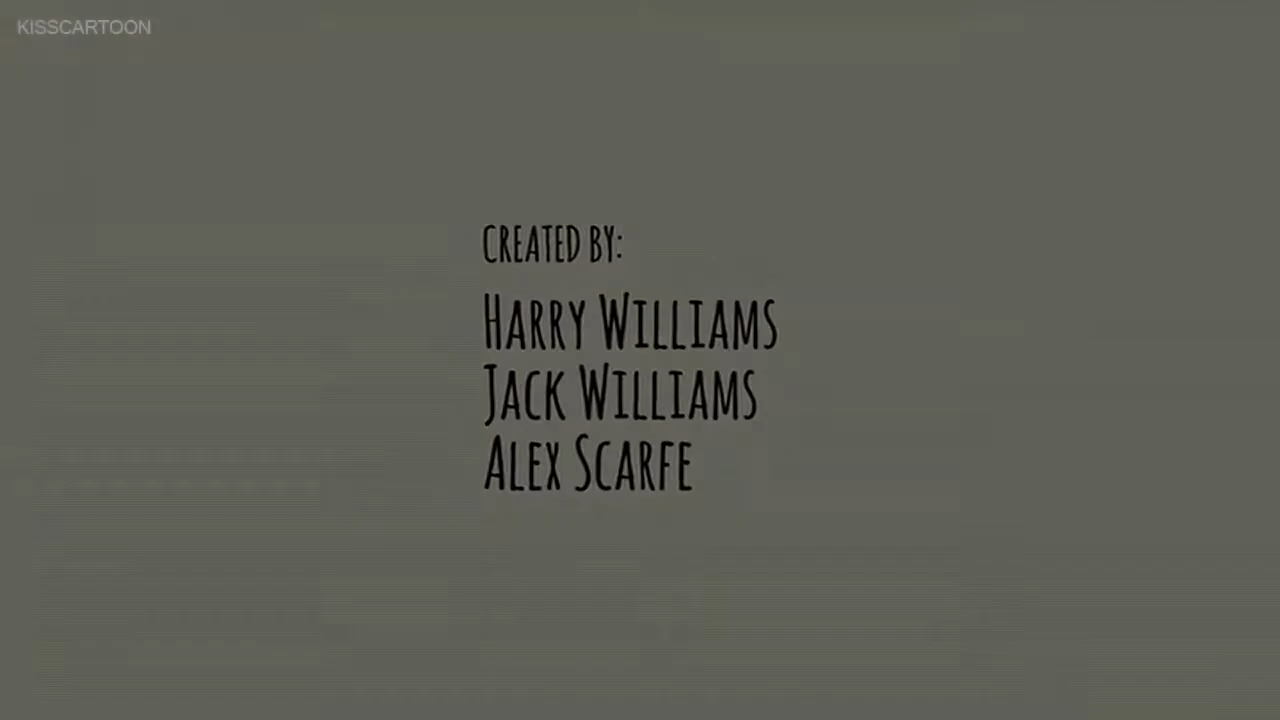 KISSCARTOON
CREATED BY:
HARRY WILLIAMS
JACK WILLIAMS
ALEX SCARFE